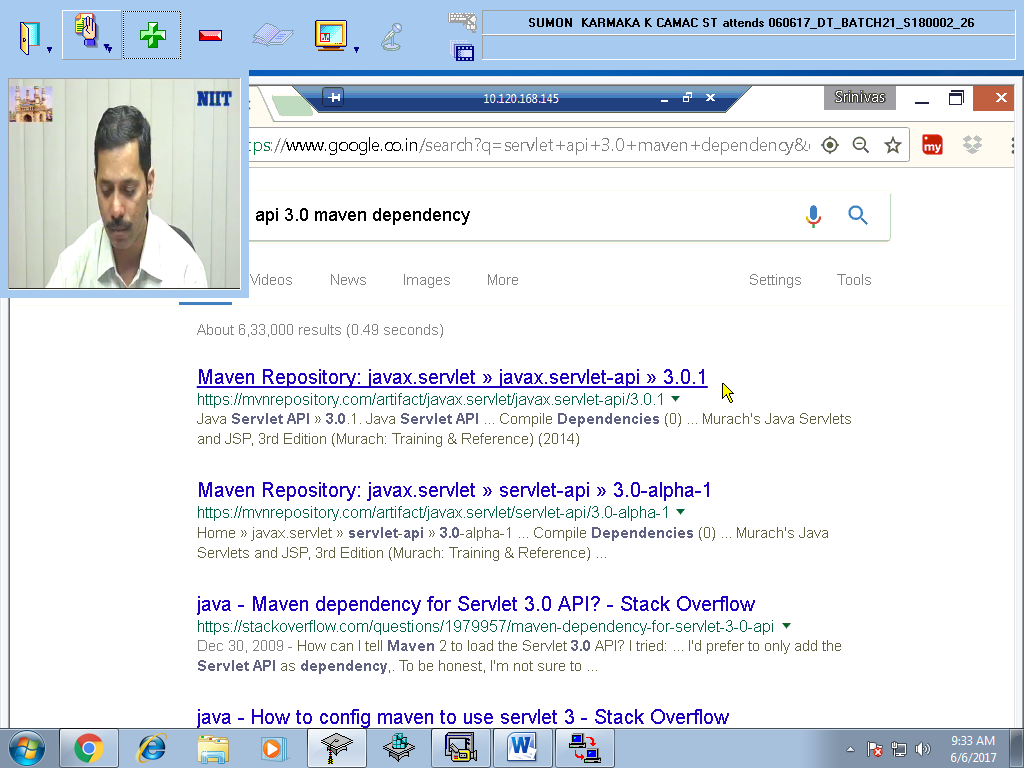 SUMON KARMAKA K CAMAC ST attends 060617_DT_BATCH21_S180002_26
NIIT
10.120.168.145
Srinivas
https://www.google.co.in/search?q=servlet+api+3.0+maven+dependency&
my
api 3.0 maven dependency
Videos
News
Images
More
Settings
Tools
About 6,33,000 results (0.49 seconds)
Maven Repository: javax.servlet » javax.servlet-api » 3.0.1
https://mvnrepository.com/artifact/javax.servlet/javax.servlet-api/3.0.1
Java Servlet API » 3.0.1. Java Servlet API ... Compile Dependencies (0) ... Murach's Java Servlets
and JSP, 3rd Edition (Murach: Training & Reference) (2014)
Maven Repository: javax.servlet » servlet-api » 3.0-alpha-1
https://mvnrepository.com/artifact/javax.servlet/servlet-api/3.0-alpha-1
Home » javax.servlet » servlet-api » 3.0-alpha-1 ... Compile Dependencies (0) ... Murach's Java
Servlets and JSP, 3rd Edition (Murach: Training & Reference) ...
java - Maven dependency for Servlet 3.0 API? - Stack Overflow
https://stackoverflow.com/questions/1979957/maven-dependency-for-servlet-3-0-api
Dec 30, 2009 - How can I tell Maven 2 to load the Servlet 3.0 API? I tried: ... I'd prefer to only add the
Servlet API as dependency,. To be honest, I'm not sure to ...
java - How to config maven to use servlet 3 - Stack Overflow
9:33 AM
6/6/2017